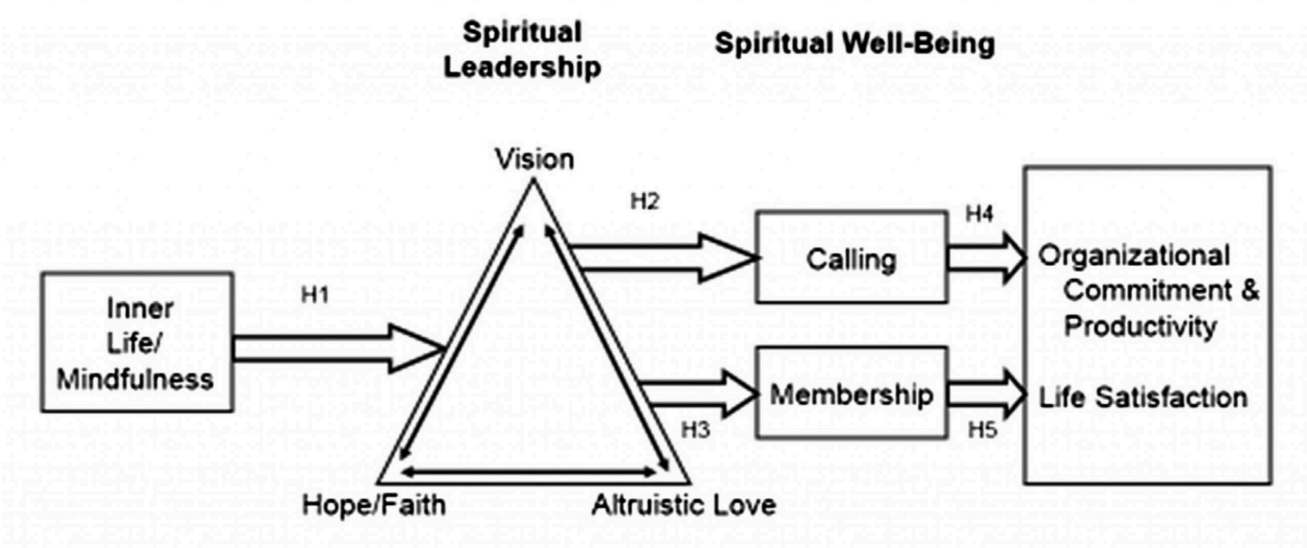 Spiritual
Leadership
Spiritual Well-Being
Vision
H2
H4
Calling
Organizational
Commitment &
Productivity
Inner
Life/
Mindfulness
H1
Membership
Life Satisfaction
H3
H5
Hope/Faith
Altruistic Love